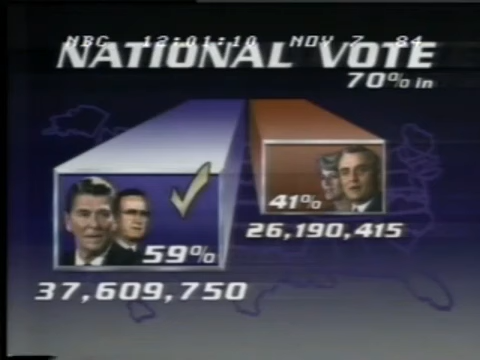 NBC 12:01:10 NOV 7 84
NATIONAL VOTE
70% in
41%
26,190,415
59%
37,609,750